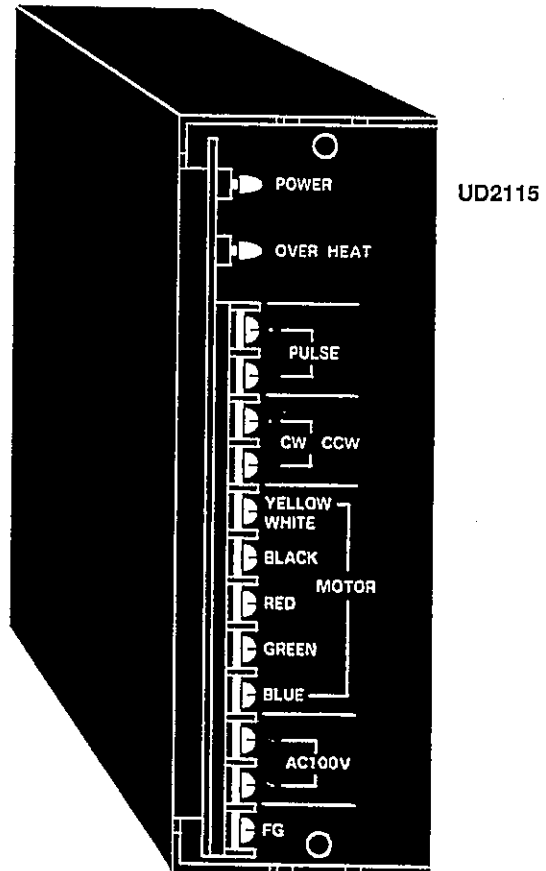 POWER
UD2115
OVER HEAT
PULSE
CW CCW
YELLOW
WHITE
BLACK
MOTOR
RED
GREEN
BLUE
AC100V
FG